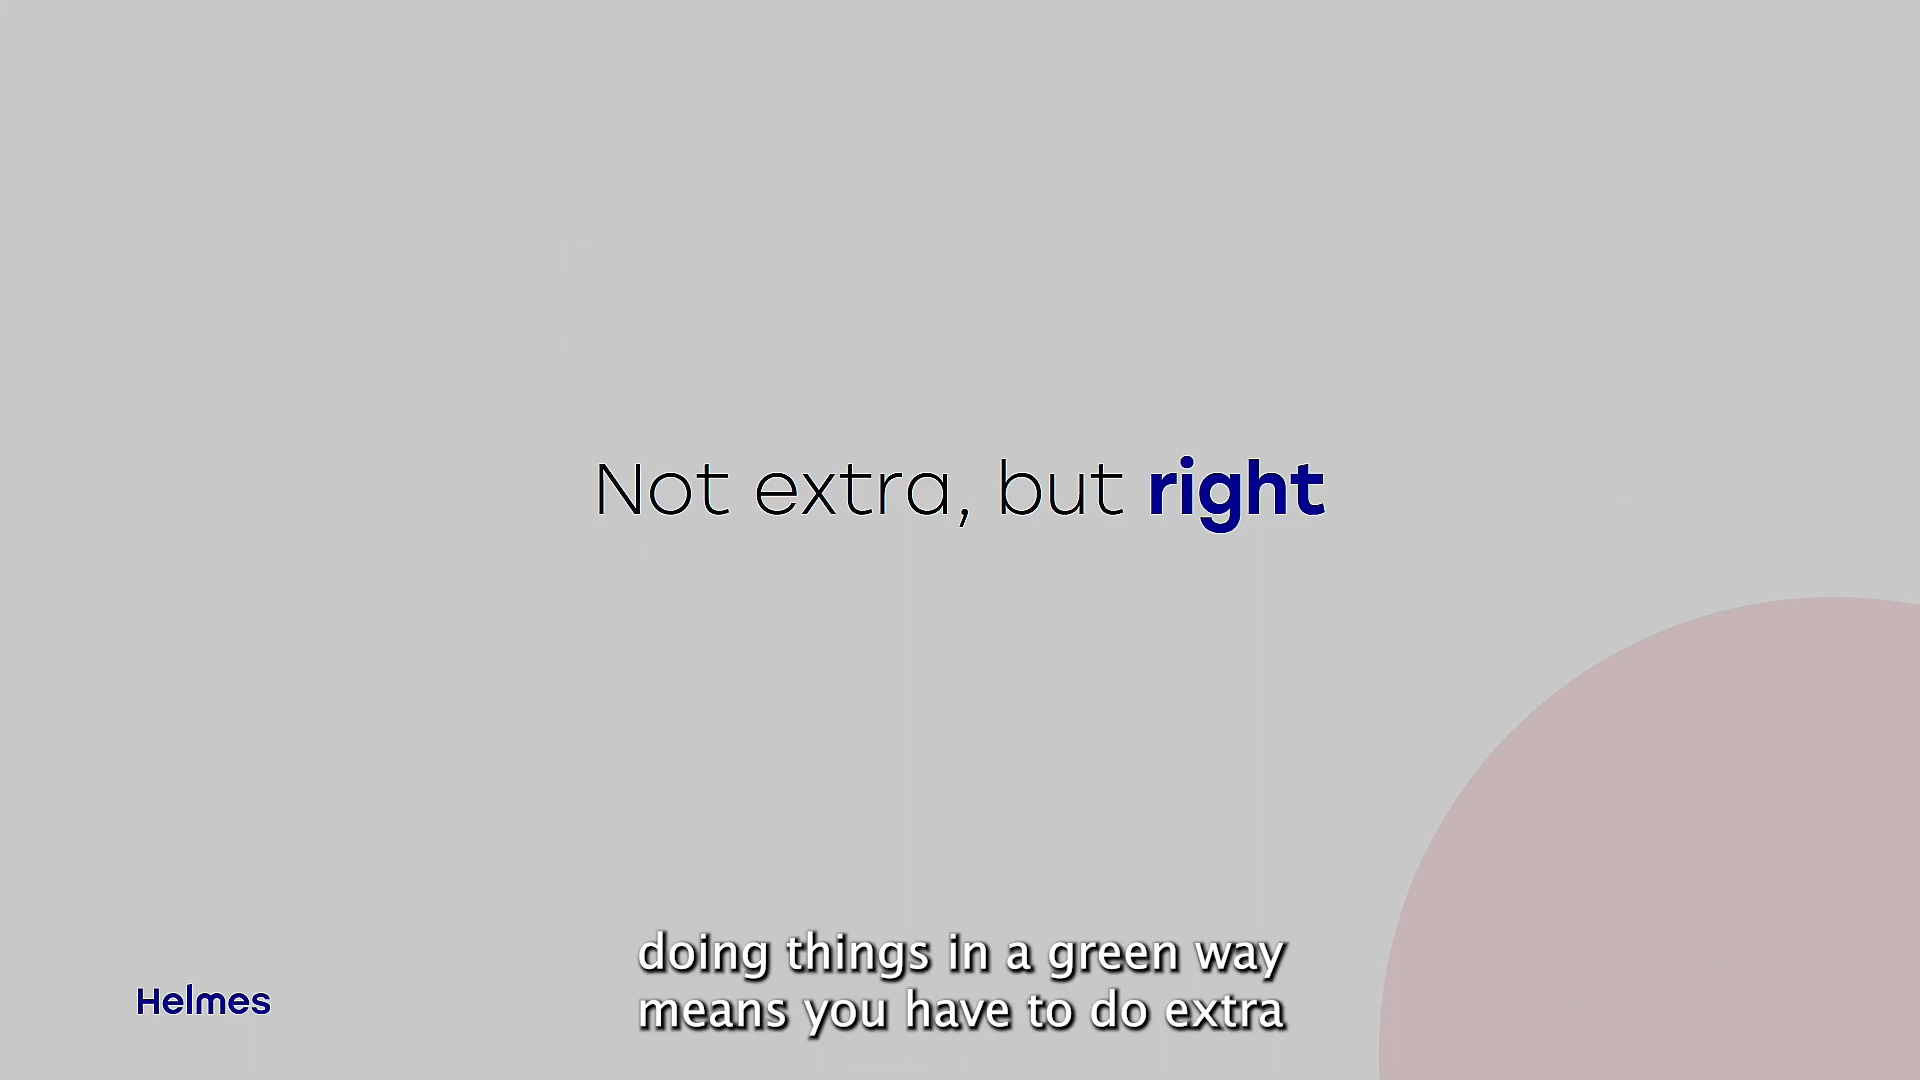 Not extra, but right
doing things in a green way
means you have to do extra
Helmes